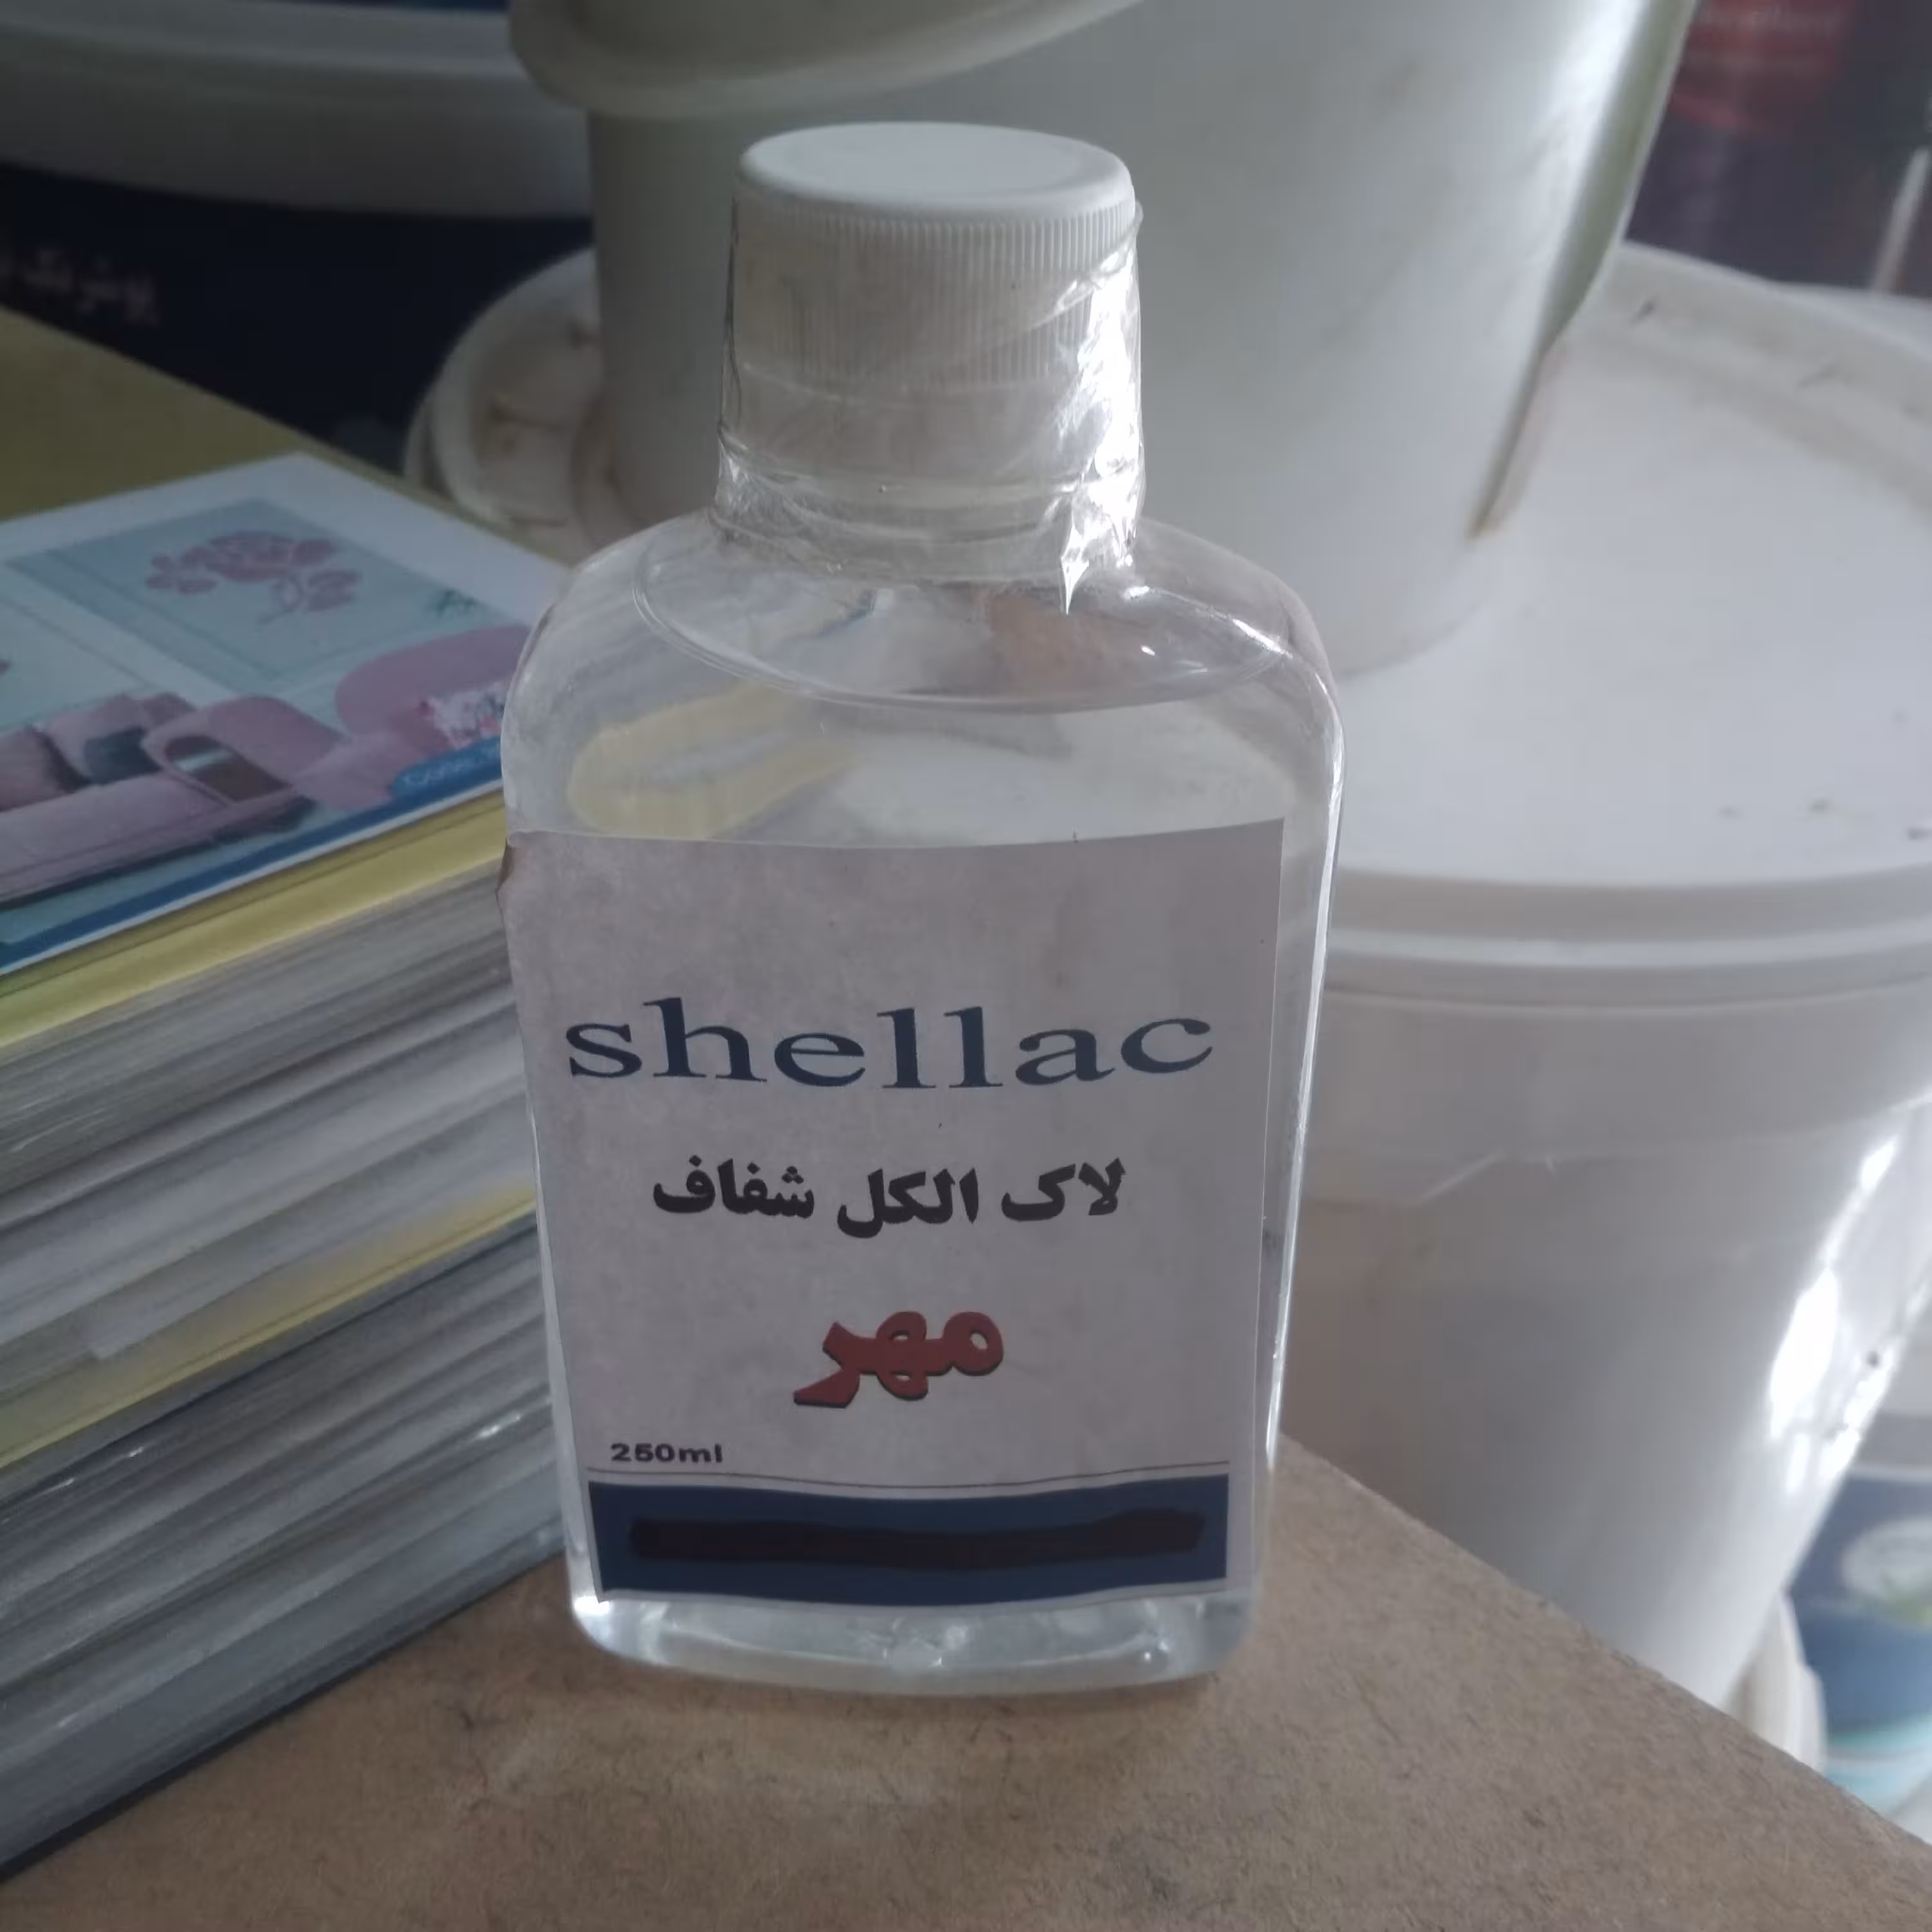 shellac
لاک الکل شفاف
مهر
250ml